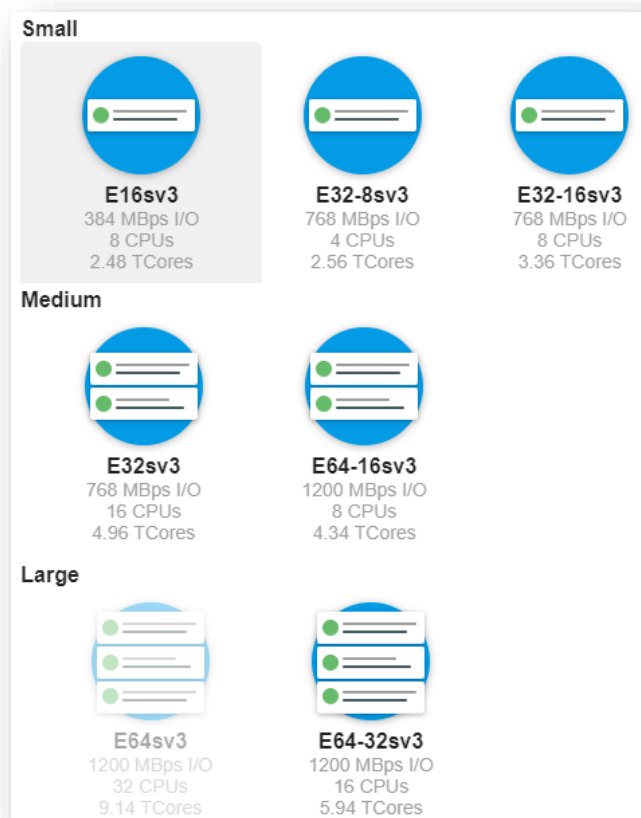 Small
E16sv3
384 MBps I/O
8 CPUs
2.48 TCores
E32-8sv3
768 MBps I/O
4 CPUs
2.56 TCores
E32-16sv3
768 MBps I/O
8 CPUs
3.36 TCores
Medium
E32sv3
768 MBps I/O
16 CPUs
4.96 TCores
E64-16sv3
1200 MBps I/O
8 CPUs
4.34 TCores
Large
E64sv3
1200 MBps I/O
32 CPUs
9.14 TCores
E64-32sv3
1200 MBps I/O
16 CPUs
5.94 TCores